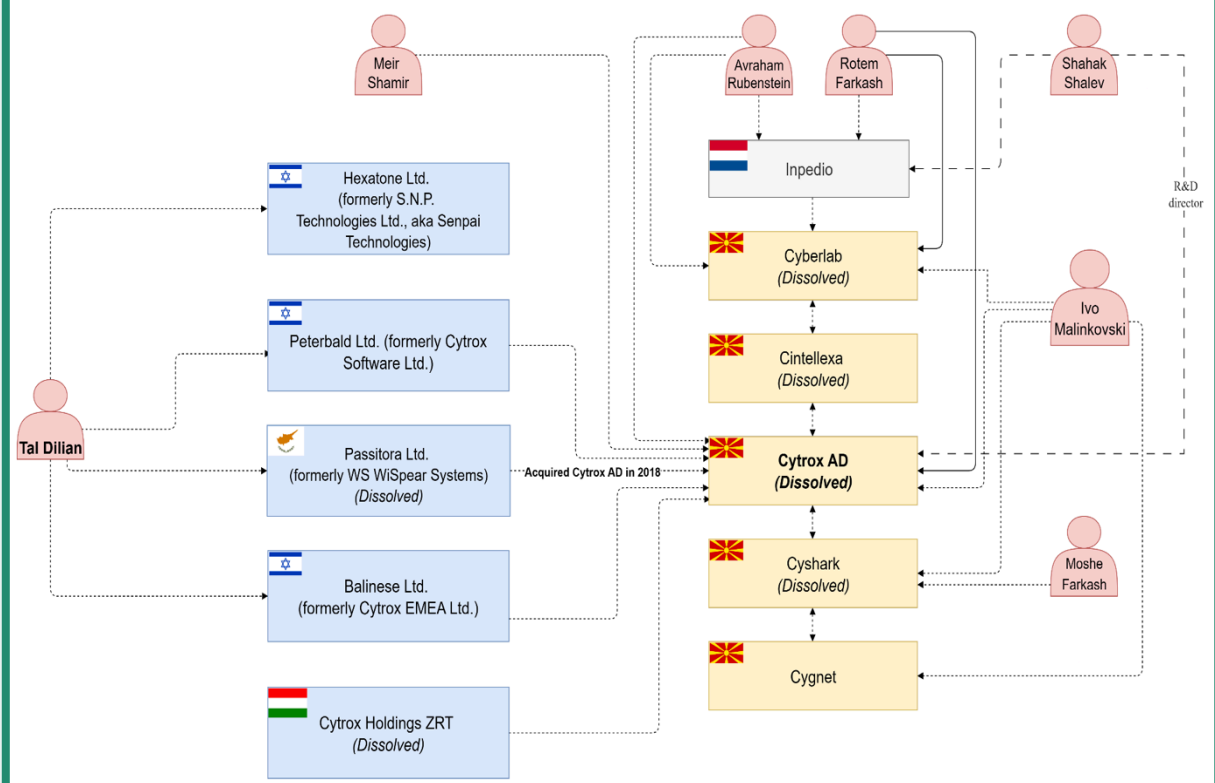 Meir
Shamir
Avraham
Rubenstein
Rotem
Farkash
Shahak
Shalev
Hexatone Ltd.
(formerly S.N.P.
Technologies Ltd., aka Senpai
Technologies)
Inpedio
R&D
director
Cyberlab
(Dissolved)
Ivo
Malinkovski
Peterbald Ltd. (formerly Cytrox
Software Ltd.)
Cintellexa
(Dissolved)
Tal Dilian
Passitora Ltd.
(formerly WS WiSpear Systems)
(Dissolved)
Acquired Cytrox AD in 2018
Cytrox AD
(Dissolved)
Balinese Ltd.
(formerly Cytrox EMEA Ltd.)
Cyshark
(Dissolved)
Moshe
Farkash
Cygnet
Cytrox Holdings ZRT
(Dissolved)